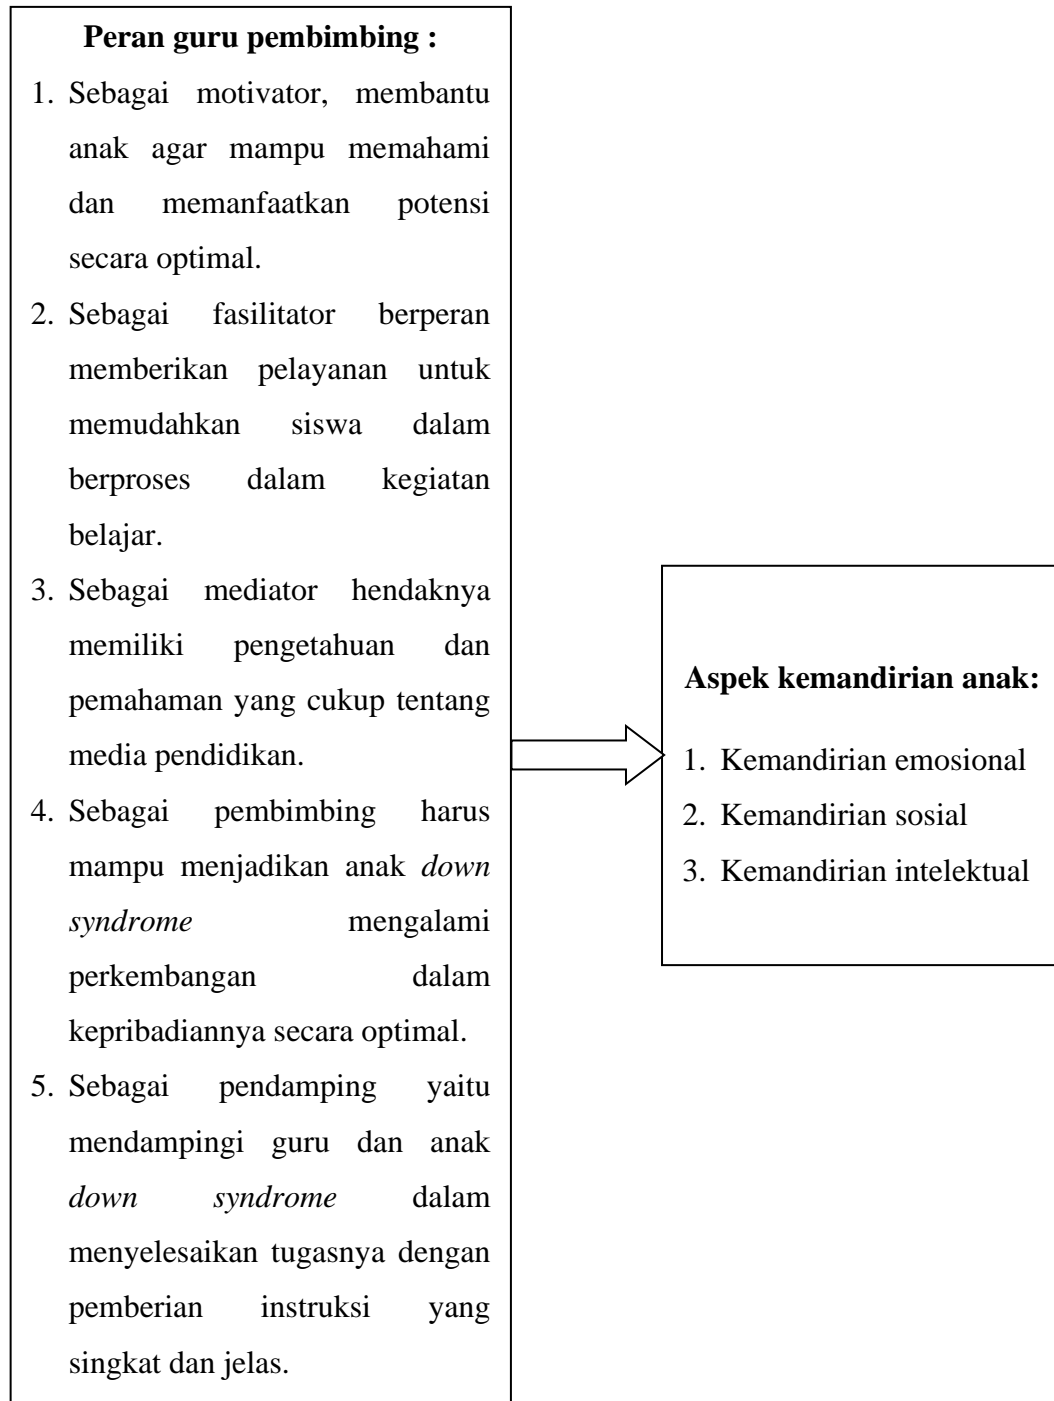 Peran guru pembimbing :
1. Sebagai motivator, membantu
anak agar mampu memahami
dan memanfaatkan potensi
secara optimal.
2. Sebagai fasilitator berperan
memberikan pelayanan untuk
memudahkan siswa dalam
berproses dalam kegiatan
belajar.
3. Sebagai mediator hendaknya
memiliki pengetahuan dan
pemahaman yang cukup tentang
media pendidikan.
4. Sebagai pembimbing harus
mampu menjadikan anak down
syndrome mengalami
perkembangan dalam
kepribadiannya secara optimal.
5. Sebagai pendamping yaitu
mendampingi guru dan anak
down syndrome dalam
menyelesaikan tugasnya dengan
pemberian instruksi yang
singkat dan jelas.
Aspek kemandirian anak:
1. Kemandirian emosional
2. Kemandirian sosial
3. Kemandirian intelektual